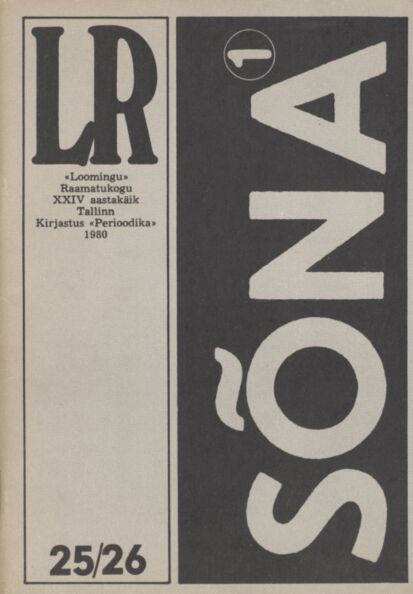 LR
«Loomingu»
Raamatukogu
XXIV aastakäik
Tallinn
Kirjastus «Perioodika»
1980
25/26
SÕNA
1